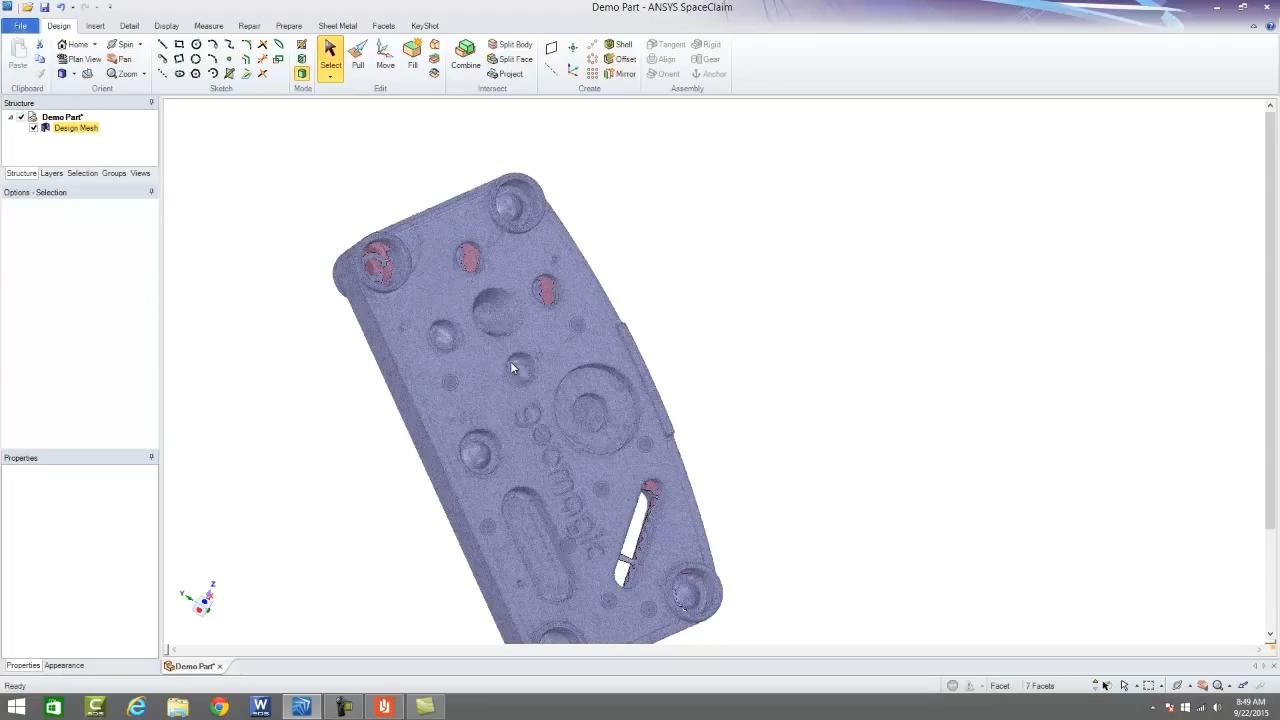 Demo Part - ANSYS SpaceClaim
File Design Insert Detail Display Measure Repair Prepare Sheet Metal Facets KeyShot
Home Spin Split Body Shell Tangent Rigid
Paste Plan View Pan Select Pull Move Fill Combine Split Face Offset Align Gear
Zoom Project Mirror Orient Anchor
Clipboard Orient Sketch Mode Edit Intersect Create Assembly
Structure
Demo Part*
Design Mesh
Structure Layers Selection Groups Views
Options - Selection
Properties
geomagic
Z
Y
Properties Appearance
Demo Part*
Ready Facet 7 Facets
8:49 AM
9/22/2015